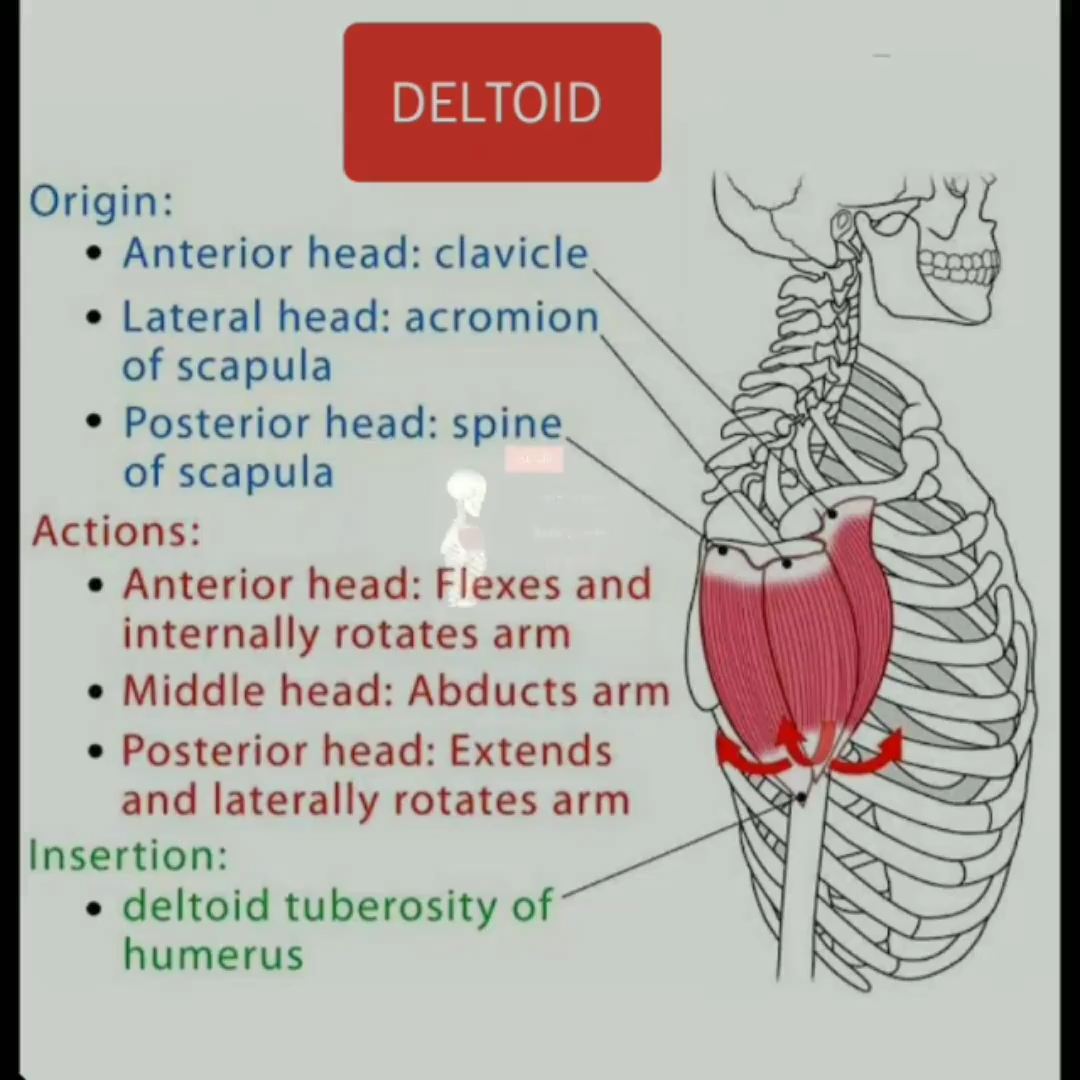 DELTOID
Origin:
• Anterior head: clavicle
• Lateral head: acromion
of scapula
• Posterior head: spine
of scapula
Actions:
• Anterior head: Flexes and
internally rotates arm
• Middle head: Abducts arm
• Posterior head: Extends
and laterally rotates arm
Insertion:
• deltoid tuberosity of
humerus